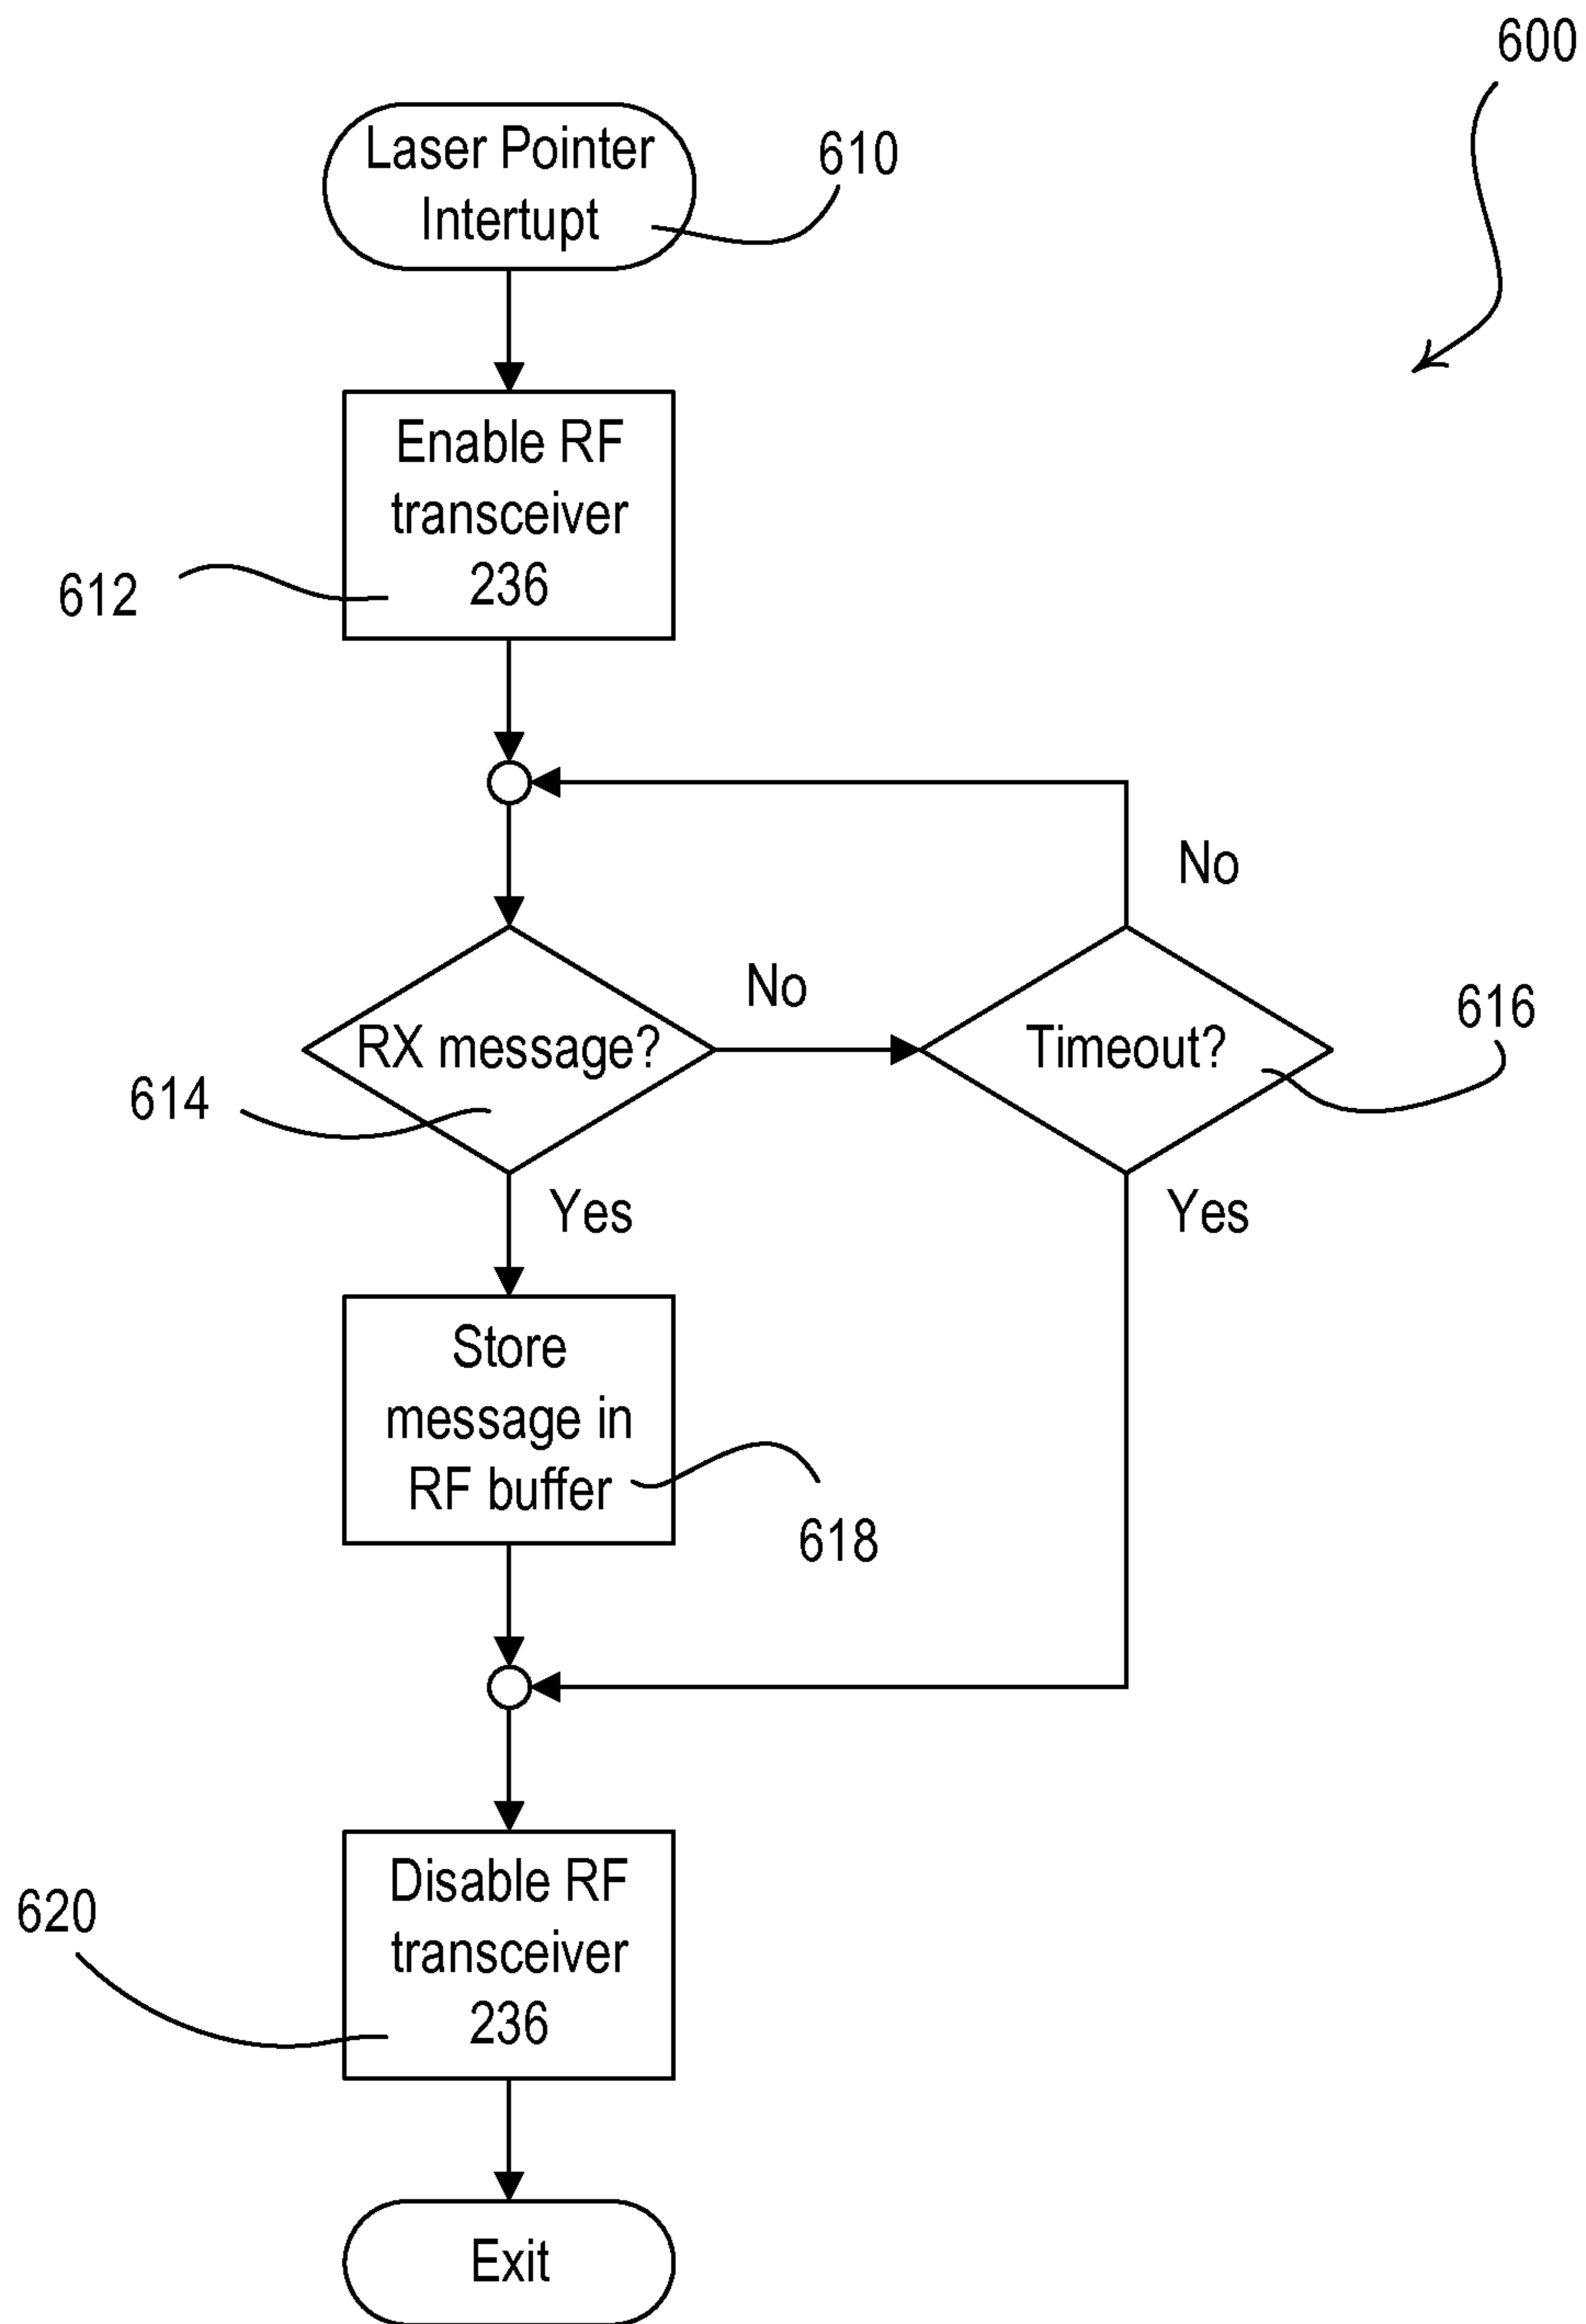 600
Laser Pointer
Intertupt
610
Enable RF
transceiver
236
612
No
RX message?
No
Timeout?
616
614
Yes
Yes
Store
message in
RF buffer
618
Disable RF
transceiver
236
620
Exit